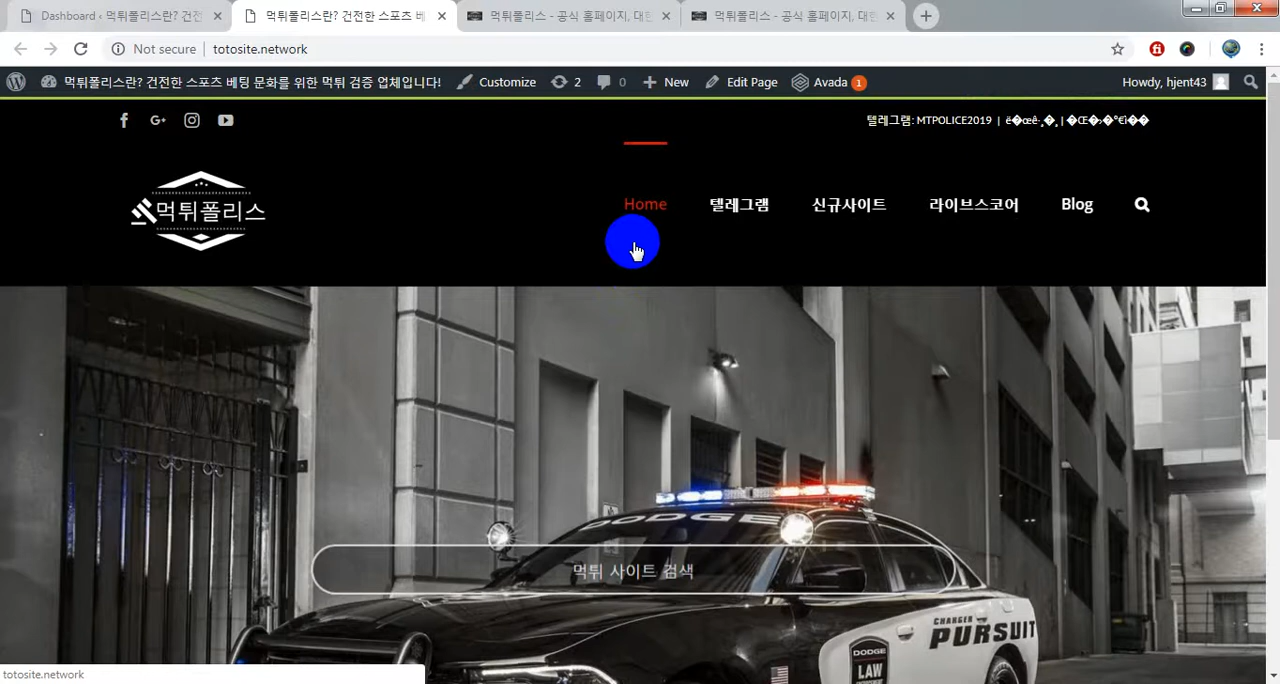 Dashboard ‹ 먹튀폴리스란? 건전
먹튀폴리스란? 건전한 스포츠 베
먹튀폴리스 - 공식 홈페이지, 대한
먹튀폴리스 - 공식 홈페이지, 대한
Not secure | totosite.network
먹튀폴리스란? 건전한 스포츠 베팅 문화를 위한 먹튀 검증 업체입니다!
Customize
2
0
New
Edit Page
Avada 1
Howdy, hjent43
텔레그램: MTPOLICE2019 |
먹튀폴리스
Home
텔레그램
신규사이트
라이브스코어
Blog
DODGE
먹튀 사이트 검색
CHARGER
PURSUIT
DODGE
LAW
totosite.network